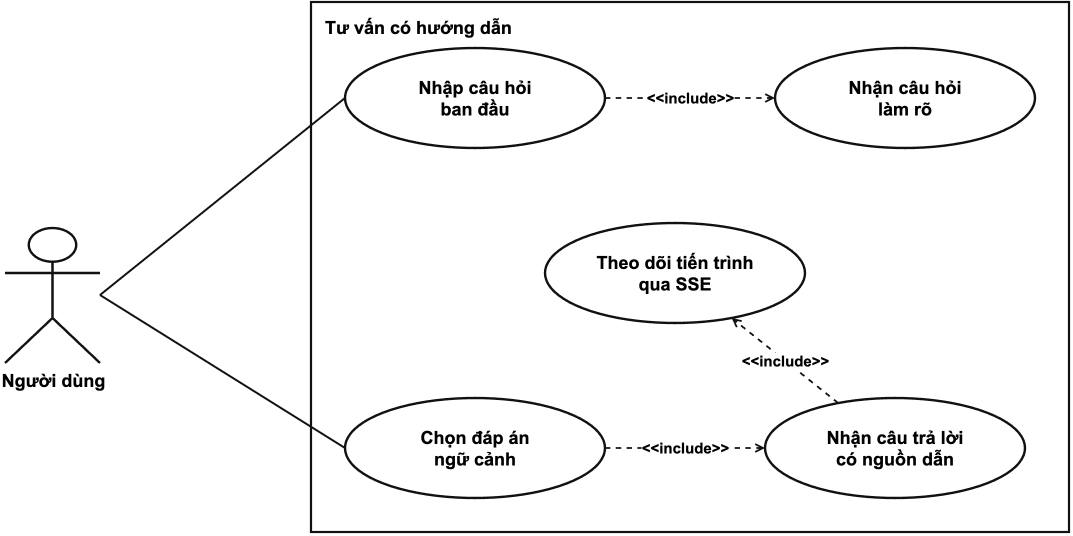 Tư vấn có hướng dẫn
Nhập câu hỏi
ban đầu
<<include>>
Nhận câu hỏi
làm rõ
Theo dõi tiến trình
qua SSE
<<include>>
Người dùng
Chọn đáp án
ngữ cảnh
<<include>>
Nhận câu trả lời
có nguồn dẫn